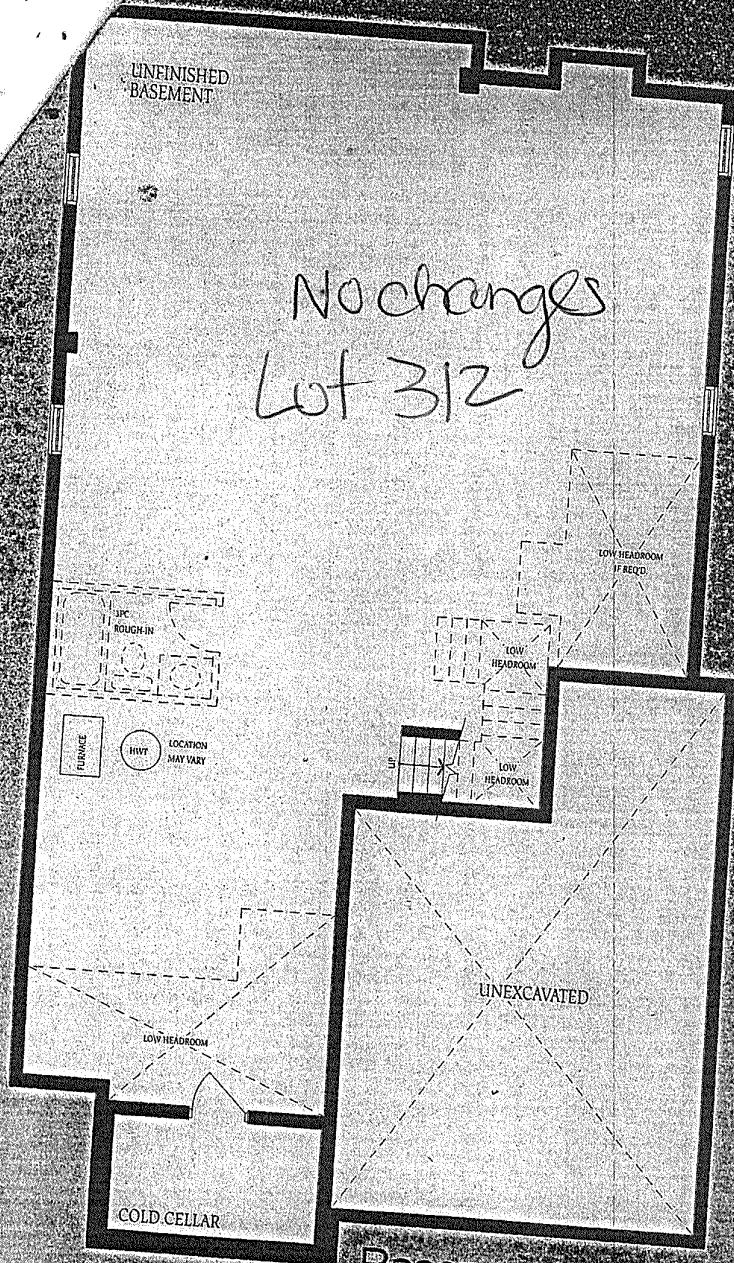 UNFINISHED
BASEMENT
No changes
Lot 312
LOW HEADROOM
IF REQ'D.
3PC
ROUGH-IN
LOW
HEADROOM
FURNACE
HWT
LOCATION
MAY VARY
UP
LOW
HEADROOM
UNEXCAVATED
LOW HEADROOM
COLD CELLAR